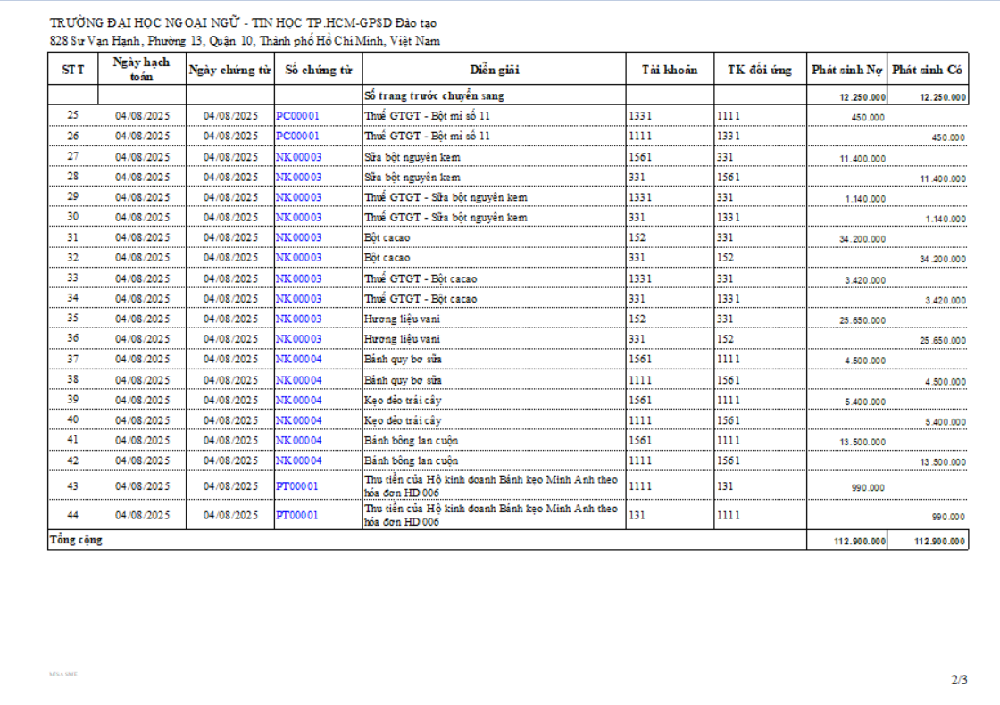 TRƯỜNG ĐẠI HỌC NGOẠI NGỮ - TIN HỌC TP.HCM-GPSD Đào tạo
828 Sư Vạn Hạnh, Phường 13, Quận 10, Thành phố Hồ Chí Minh, Việt Nam
STT Ngày hạch toán Ngày chứng từ Số chứng từ Diễn giải Tài khoản TK đối ứng Phát sinh Nợ Phát sinh Có
Số trang trước chuyển sang 12.250.000 12.250.000
25 04/08/2025 04/08/2025 PC00001 Thuế GTGT - Bột mì số 11 1331 1111 450.000
26 04/08/2025 04/08/2025 PC00001 Thuế GTGT - Bột mì số 11 1111 1331 450.000
27 04/08/2025 04/08/2025 NK00003 Sữa bột nguyên kem 1561 331 11.400.000
28 04/08/2025 04/08/2025 NK00003 Sữa bột nguyên kem 331 1561 11.400.000
29 04/08/2025 04/08/2025 NK00003 Thuế GTGT - Sữa bột nguyên kem 1331 331 1.140.000
30 04/08/2025 04/08/2025 NK00003 Thuế GTGT - Sữa bột nguyên kem 331 1331 1.140.000
31 04/08/2025 04/08/2025 NK00003 Bột cacao 152 331 34.200.000
32 04/08/2025 04/08/2025 NK00003 Bột cacao 331 152 34.200.000
33 04/08/2025 04/08/2025 NK00003 Thuế GTGT - Bột cacao 1331 331 3.420.000
34 04/08/2025 04/08/2025 NK00003 Thuế GTGT - Bột cacao 331 1331 3.420.000
35 04/08/2025 04/08/2025 NK00003 Hương liệu vani 152 331 25.650.000
36 04/08/2025 04/08/2025 NK00003 Hương liệu vani 331 152 25.650.000
37 04/08/2025 04/08/2025 NK00004 Bánh quy bơ sữa 1561 1111 4.500.000
38 04/08/2025 04/08/2025 NK00004 Bánh quy bơ sữa 1111 1561 4.500.000
39 04/08/2025 04/08/2025 NK00004 Kẹo dẻo trái cây 1561 1111 5.400.000
40 04/08/2025 04/08/2025 NK00004 Kẹo dẻo trái cây 1111 1561 5.400.000
41 04/08/2025 04/08/2025 NK00004 Bánh bông lan cuộn 1561 1111 13.500.000
42 04/08/2025 04/08/2025 NK00004 Bánh bông lan cuộn 1111 1561 13.500.000
43 04/08/2025 04/08/2025 PT00001 Thu tiền của Hộ kinh doanh Bánh kẹo Minh Anh theo hóa đơn HD006 1111 131 990.000
44 04/08/2025 04/08/2025 PT00001 Thu tiền của Hộ kinh doanh Bánh kẹo Minh Anh theo hóa đơn HD006 131 1111 990.000
Tổng cộng 112.900.000 112.900.000
MISA SME
2/3